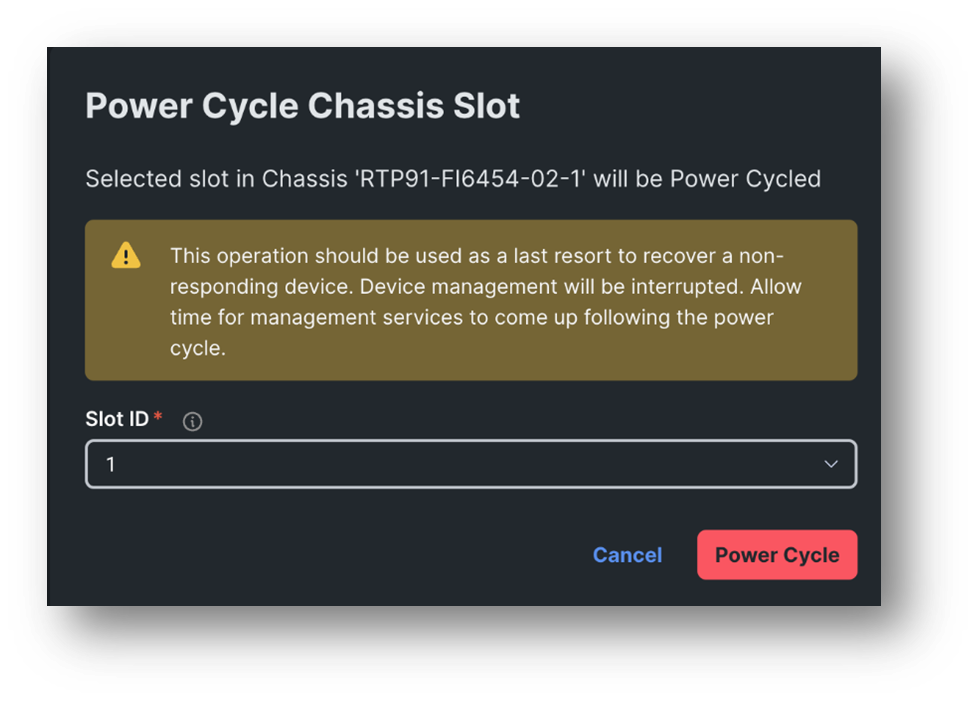 Power Cycle Chassis Slot
Selected slot in Chassis 'RTP91-FI6454-02-1' will be Power Cycled
This operation should be used as a last resort to recover a non-
responding device. Device management will be interrupted. Allow
time for management services to come up following the power
cycle.
Slot ID *
1
Cancel Power Cycle